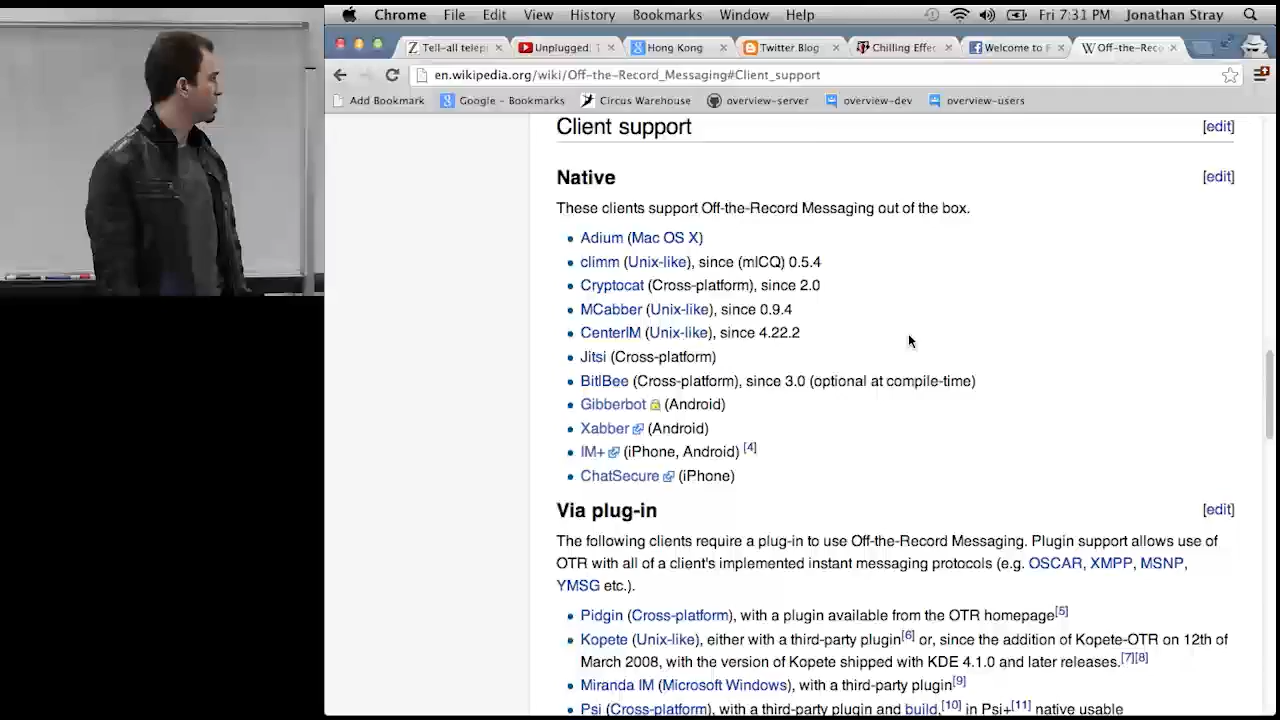 Chrome File Edit View History Bookmarks Window Help Fri 7:31 PM Jonathan Stray
Tell-all telep Unplugged: T Hong Kong Twitter Blog Chilling Effec Welcome to F Off-the-Reco
en.wikipedia.org/wiki/Off-the-Record_Messaging#Client_support
Add Bookmark Google - Bookmarks Circus Warehouse overview-server overview-dev overview-users
Client support [edit]
Native [edit]
These clients support Off-the-Record Messaging out of the box.
Adium (Mac OS X)
climm (Unix-like), since (mICQ) 0.5.4
Cryptocat (Cross-platform), since 2.0
MCabber (Unix-like), since 0.9.4
CenterIM (Unix-like), since 4.22.2
Jitsi (Cross-platform)
BitlBee (Cross-platform), since 3.0 (optional at compile-time)
Gibberbot (Android)
Xabber (Android)
IM+ (iPhone, Android) [4]
ChatSecure (iPhone)
Via plug-in [edit]
The following clients require a plug-in to use Off-the-Record Messaging. Plugin support allows use of
OTR with all of a client's implemented instant messaging protocols (e.g. OSCAR, XMPP, MSNP,
YMSG etc.).
Pidgin (Cross-platform), with a plugin available from the OTR homepage[5]
Kopete (Unix-like), either with a third-party plugin[6] or, since the addition of Kopete-OTR on 12th of
March 2008, with the version of Kopete shipped with KDE 4.1.0 and later releases.[7][8]
Miranda IM (Microsoft Windows), with a third-party plugin[9]
Psi (Cross-platform), with a third-party plugin and build,[10] in Psi+[11] native usable